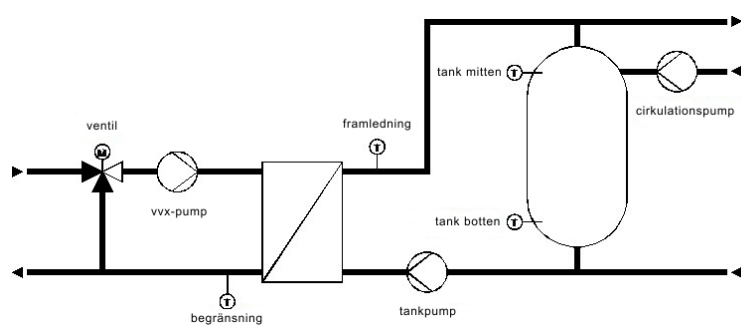 tank mitten
T
cirkulationspump
framledning
T
ventil
M
vvx-pump
tank botten
T
T
begränsning
tankpump